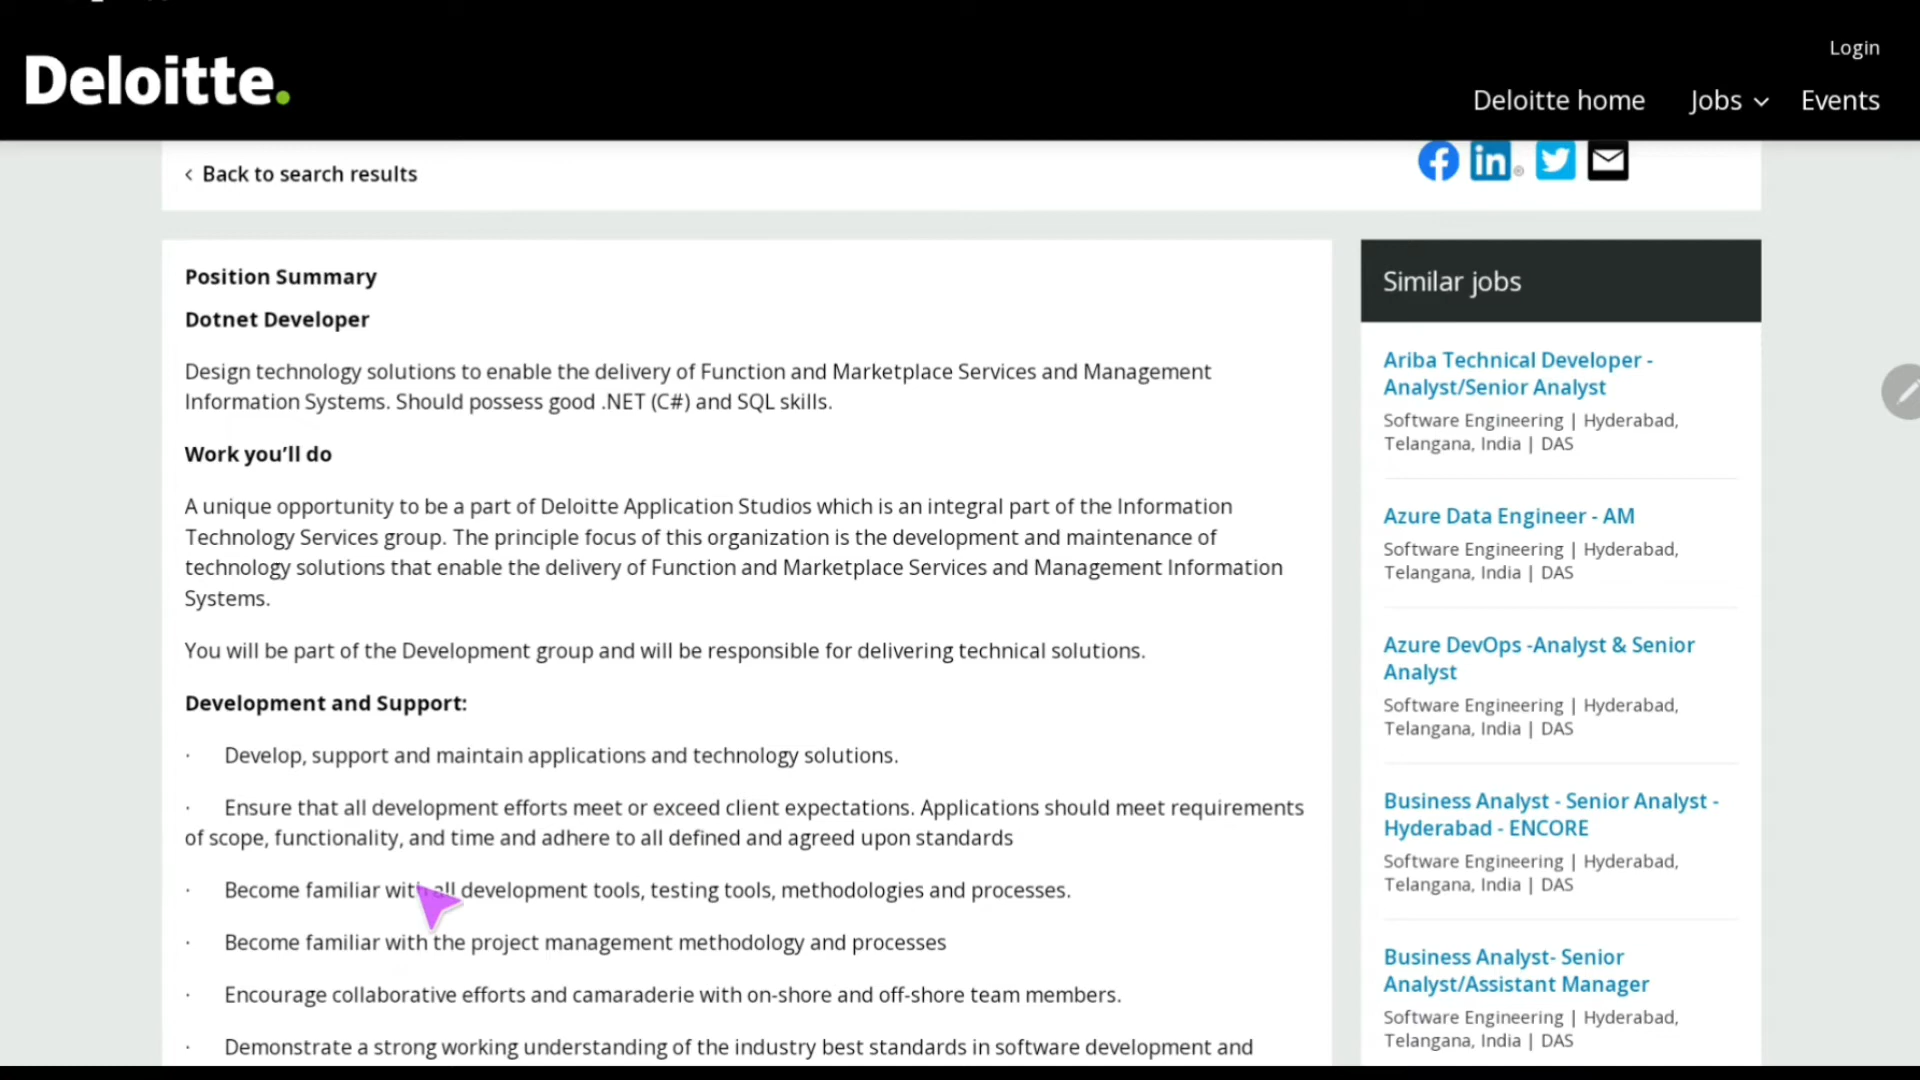 Deloitte.
Login
Deloitte home
Jobs
Events
Back to search results
Position Summary
Dotnet Developer
Design technology solutions to enable the delivery of Function and Marketplace Services and Management
Information Systems. Should possess good .NET (C#) and SQL skills.
Work you’ll do
A unique opportunity to be a part of Deloitte Application Studios which is an integral part of the Information
Technology Services group. The principle focus of this organization is the development and maintenance of
technology solutions that enable the delivery of Function and Marketplace Services and Management Information
Systems.
You will be part of the Development group and will be responsible for delivering technical solutions.
Development and Support:
· Develop, support and maintain applications and technology solutions.
· Ensure that all development efforts meet or exceed client expectations. Applications should meet requirements
of scope, functionality, and time and adhere to all defined and agreed upon standards
· Become familiar with all development tools, testing tools, methodologies and processes.
· Become familiar with the project management methodology and processes
· Encourage collaborative efforts and camaraderie with on-shore and off-shore team members.
· Demonstrate a strong working understanding of the industry best standards in software development and
Similar jobs
Ariba Technical Developer -
Analyst/Senior Analyst
Software Engineering | Hyderabad,
Telangana, India | DAS
Azure Data Engineer - AM
Software Engineering | Hyderabad,
Telangana, India | DAS
Azure DevOps -Analyst & Senior
Analyst
Software Engineering | Hyderabad,
Telangana, India | DAS
Business Analyst - Senior Analyst -
Hyderabad - ENCORE
Software Engineering | Hyderabad,
Telangana, India | DAS
Business Analyst- Senior
Analyst/Assistant Manager
Software Engineering | Hyderabad,
Telangana, India | DAS